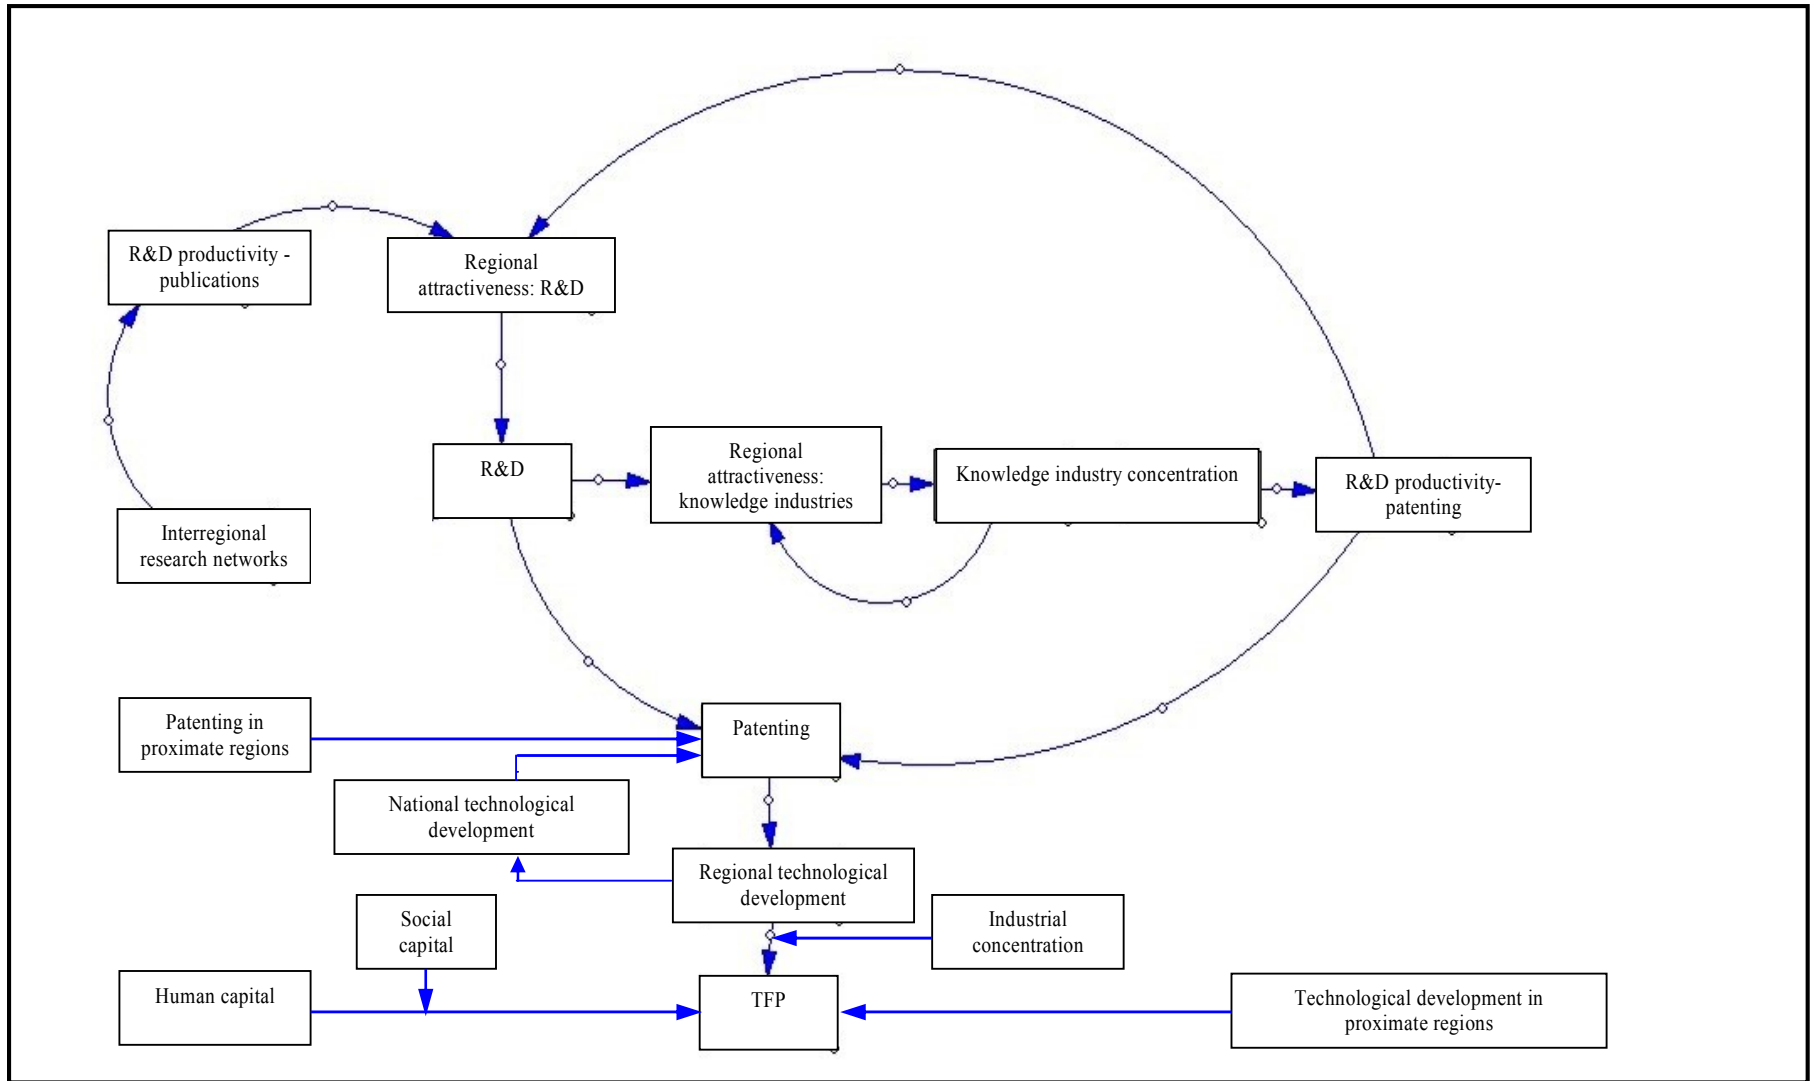 R&D productivity -
publications
Regional
attractiveness: R&D
R&D
Regional
attractiveness:
knowledge industries
Knowledge industry concentration
R&D productivity-
patenting
Interregional
research networks
Patenting in
proximate regions
Patenting
National technological
development
Regional technological
development
Social
capital
Industrial
concentration
Human capital
TFP
Technological development in
proximate regions